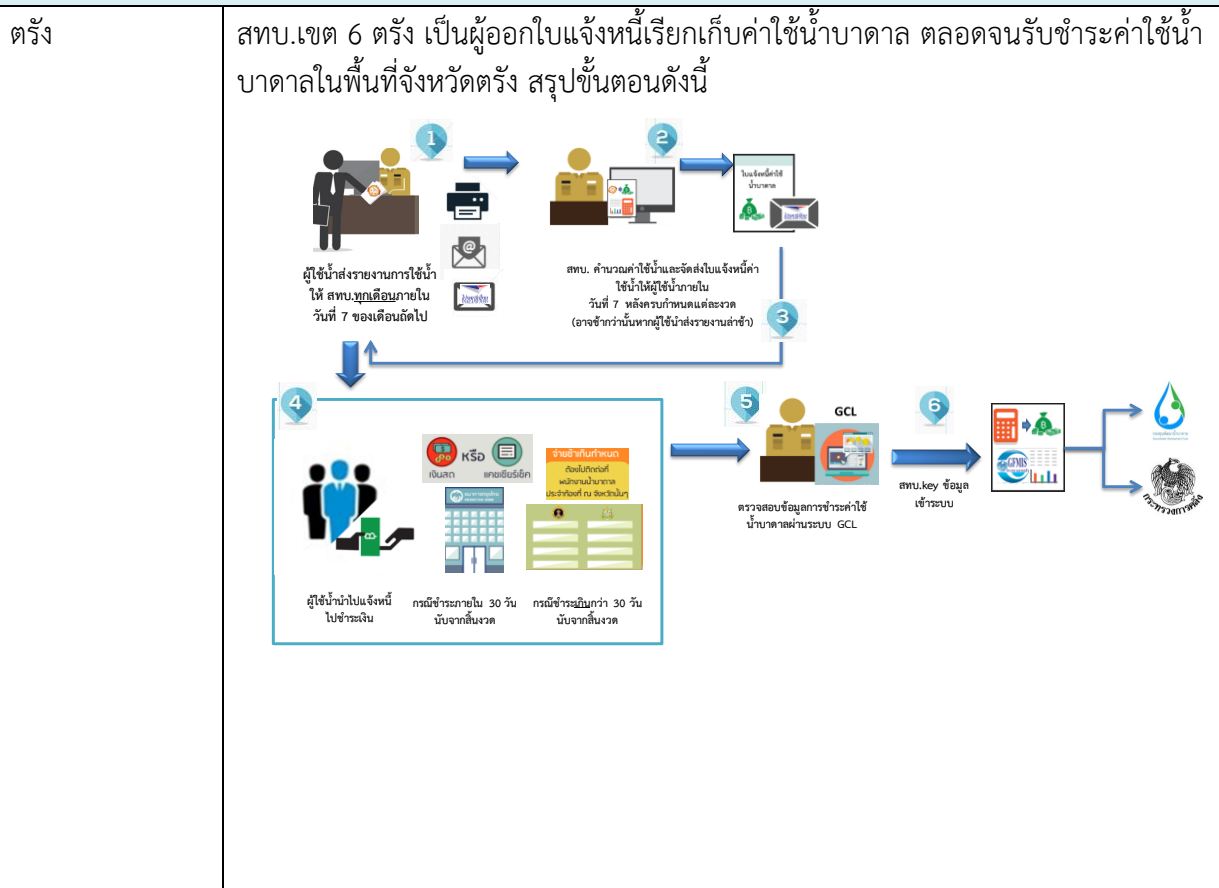 ตรัง
สทบ.เขต 6 ตรัง เป็นผู้ออกใบแจ้งหนี้เรียกเก็บค่าใช้น้ำบาดาล ตลอดจนรับชำระค่าใช้น้ำ
บาดาลในพื้นที่จังหวัดตรัง สรุปขั้นตอนดังนี้
1
2
ใบแจ้งหนี้ค่าใช้
น้ำบาดาล
ผู้ใช้น้ำส่งรายงานการใช้น้ำ
ให้ สทบ.ทุกเดือนภายใน
วันที่ 7 ของเดือนถัดไป
สทบ. คำนวณค่าใช้น้ำและจัดส่งใบแจ้งหนี้ค่า
ใช้น้ำให้ผู้ใช้น้ำภายใน
วันที่ 7 หลังครบกำหนดแต่ละงวด
(อาจช้ากว่านั้นหากผู้ใช้น้ำส่งรายงานล่าช้า)
3
4
เงินสด หรือ แคชเชียร์เช็ค
ธนาคารกรุงไทย
จ่ายช้าเกินกำหนด
ต้องไปติดต่อที่
พนักงานน้ำบาดาล
ประจำท้องที่ ณ จังหวัดนั้นๆ
ผู้ใช้น้ำนำไปแจ้งหนี้
ไปชำระเงิน
กรณีชำระภายใน 30 วัน
นับจากสิ้นงวด
กรณีชำระเกินกว่า 30 วัน
นับจากสิ้นงวด
5
GCL
ตรวจสอบข้อมูลการชำระค่าใช้
น้ำบาดาลผ่านระบบ GCL
6
สทบ.key ข้อมูล
เข้าระบบ
GFMIS
กระทรวงการคลัง